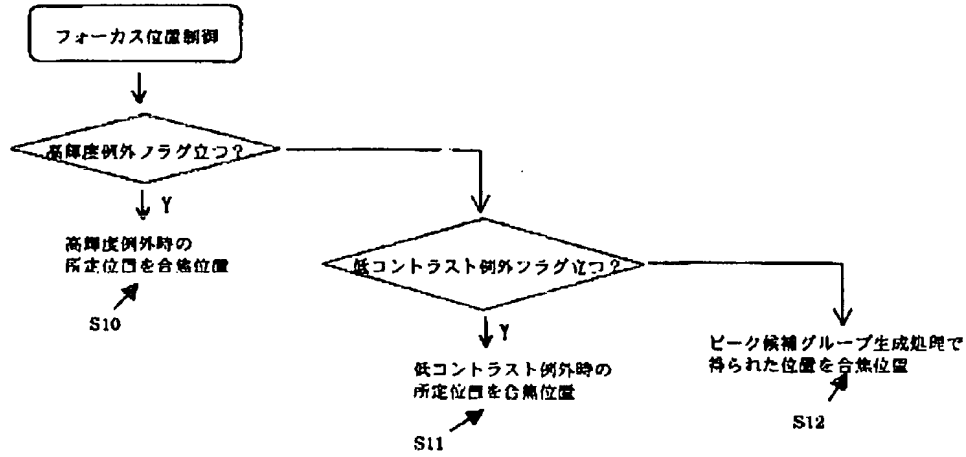 フォーカス位置制御
高輝度例外フラグ立つ？
Y
高輝度例外時の
所定位置を合焦位置
S10
低コントラスト例外フラグ立つ？
Y
低コントラスト例外時の
所定位置を合焦位置
S11
ピーク候補グループ生成処理で
得られた位置を合焦位置
S12